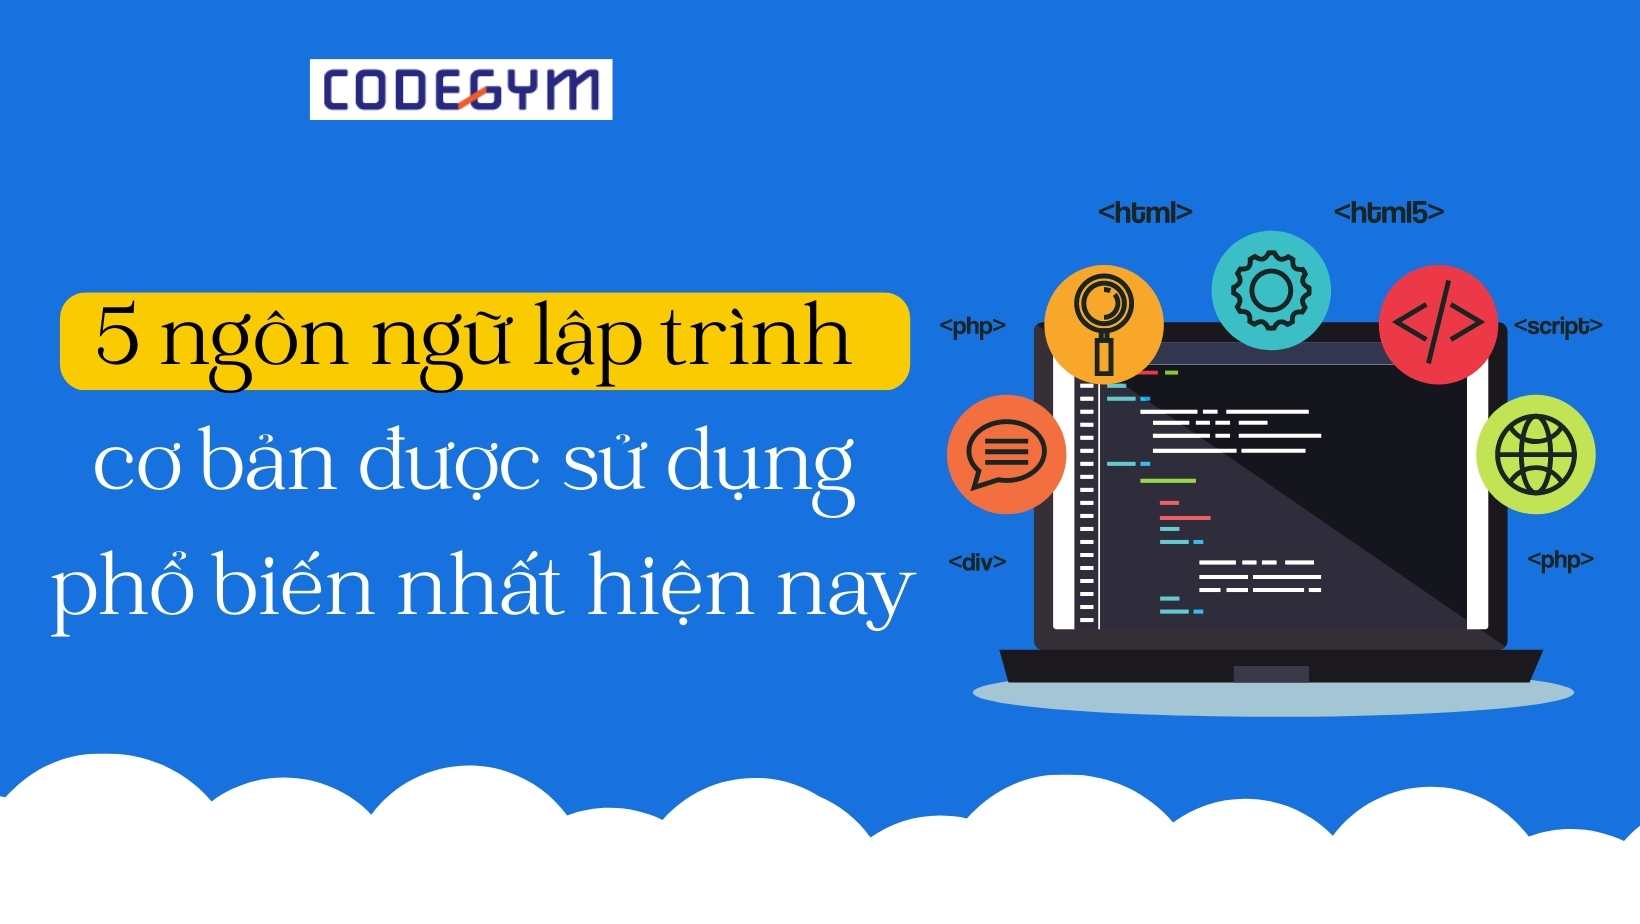 CODEGYM
5 ngôn ngữ lập trình
cơ bản được sử dụng
phổ biến nhất hiện nay
<html>
<html5>
<php>
<script>
<div>
<php>